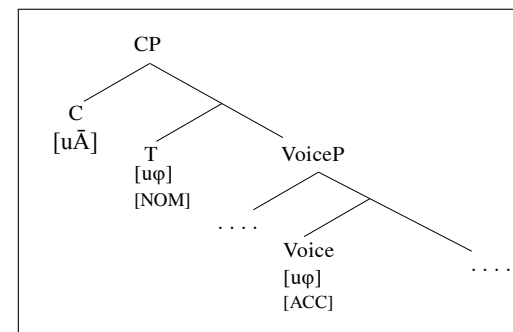 CP
C
[uĀ]
T
[uφ]
[NOM]
VoiceP
. . . .
Voice
[uφ]
[ACC]
. . . .